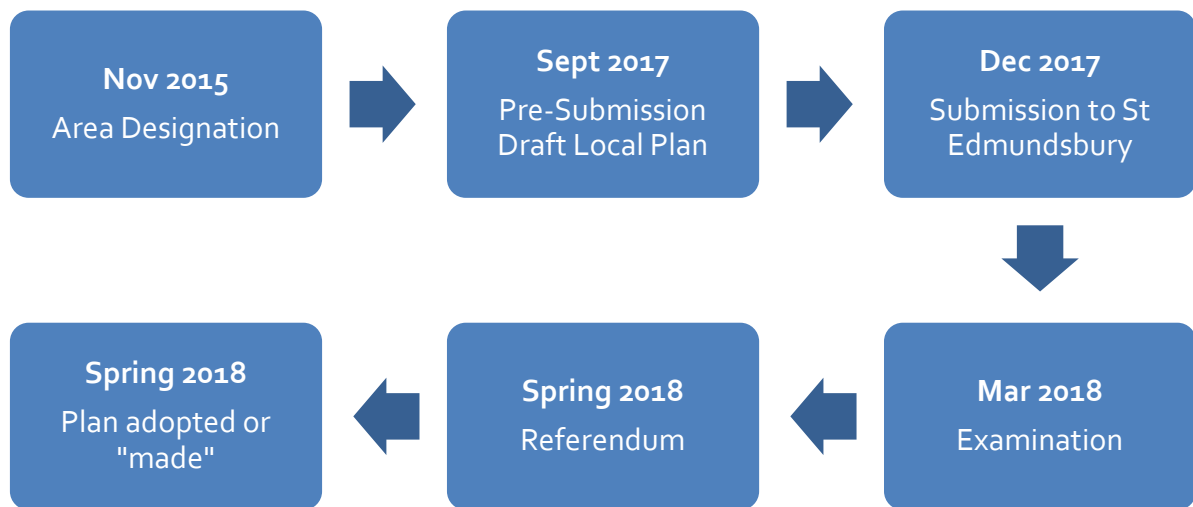 Nov 2015
Area Designation
Sept 2017
Pre-Submission
Draft Local Plan
Dec 2017
Submission to St
Edmundsbury
Mar 2018
Examination
Spring 2018
Referendum
Spring 2018
Plan adopted or
"made"